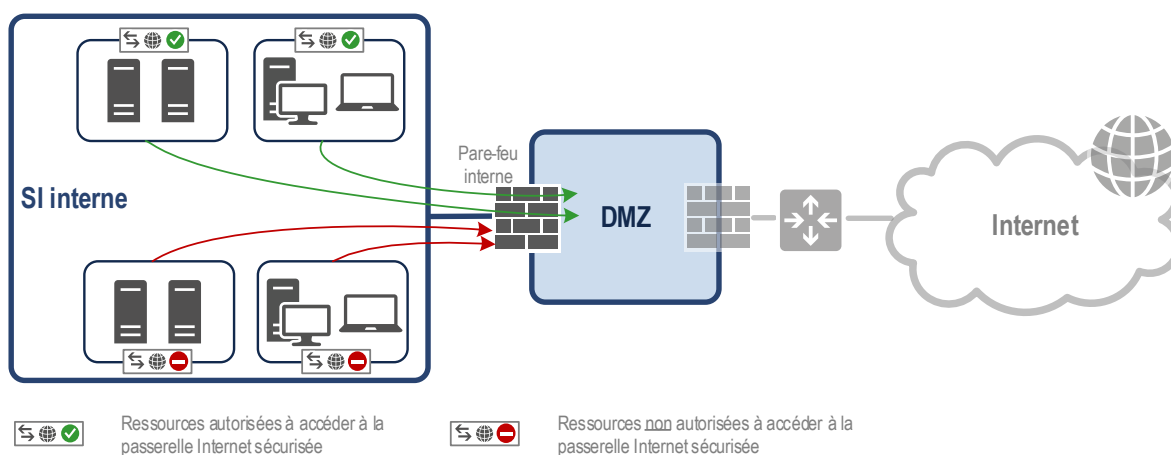 Pare-feu
interne
SI interne
DMZ
Internet
Ressources autorisées à accéder à la
passerelle Internet sécurisée
Ressources non autorisées à accéder à la
passerelle Internet sécurisée